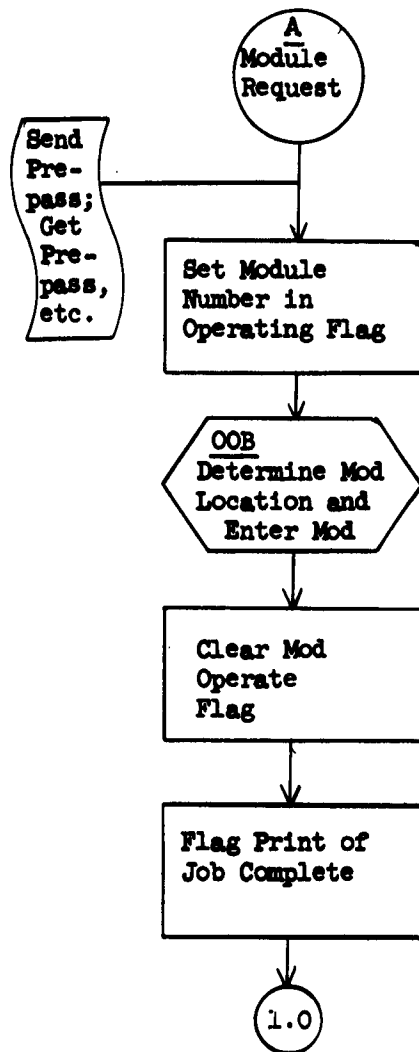 A
Module
Request
Send
Pre-
pass;
Get
Pre-
pass,
etc.
Set Module
Number in
Operating Flag
OOB
Determine Mod
Location and
Enter Mod
Clear Mod
Operate
Flag
Flag Print of
Job Complete
1.0